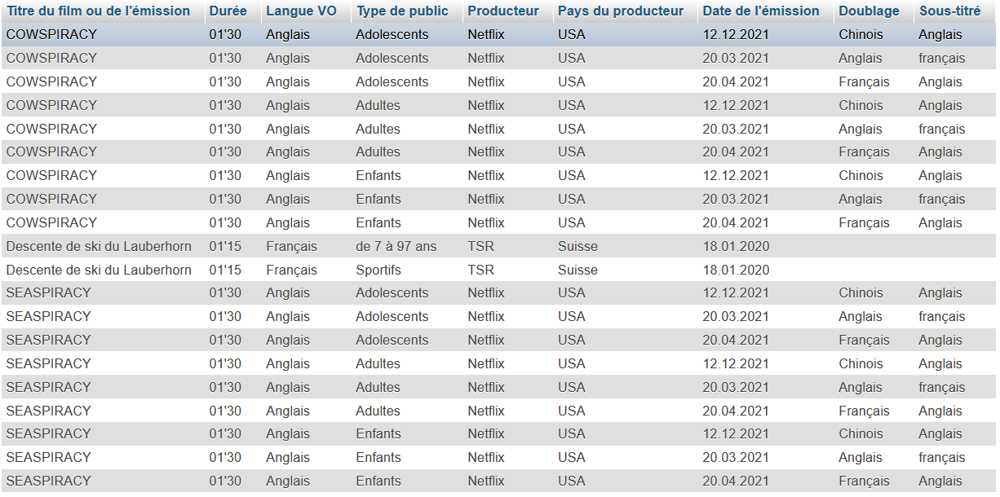 Titre du film ou de l'émission Durée Langue VO Type de public Producteur Pays du producteur Date de l'émission Doublage Sous-titré
COWSPIRACY 01'30 Anglais Adolescents Netflix USA 12.12.2021 Chinois Anglais
COWSPIRACY 01'30 Anglais Adolescents Netflix USA 20.03.2021 Anglais français
COWSPIRACY 01'30 Anglais Adolescents Netflix USA 20.04.2021 Français Anglais
COWSPIRACY 01'30 Anglais Adultes Netflix USA 12.12.2021 Chinois Anglais
COWSPIRACY 01'30 Anglais Adultes Netflix USA 20.03.2021 Anglais français
COWSPIRACY 01'30 Anglais Adultes Netflix USA 20.04.2021 Français Anglais
COWSPIRACY 01'30 Anglais Enfants Netflix USA 12.12.2021 Chinois Anglais
COWSPIRACY 01'30 Anglais Enfants Netflix USA 20.03.2021 Anglais français
COWSPIRACY 01'30 Anglais Enfants Netflix USA 20.04.2021 Français Anglais
Descente de ski du Lauberhorn 01'15 Français de 7 à 97 ans TSR Suisse 18.01.2020
Descente de ski du Lauberhorn 01'15 Français Sportifs TSR Suisse 18.01.2020
SEASPIRACY 01'30 Anglais Adolescents Netflix USA 12.12.2021 Chinois Anglais
SEASPIRACY 01'30 Anglais Adolescents Netflix USA 20.03.2021 Anglais français
SEASPIRACY 01'30 Anglais Adolescents Netflix USA 20.04.2021 Français Anglais
SEASPIRACY 01'30 Anglais Adultes Netflix USA 12.12.2021 Chinois Anglais
SEASPIRACY 01'30 Anglais Adultes Netflix USA 20.03.2021 Anglais français
SEASPIRACY 01'30 Anglais Adultes Netflix USA 20.04.2021 Français Anglais
SEASPIRACY 01'30 Anglais Enfants Netflix USA 12.12.2021 Chinois Anglais
SEASPIRACY 01'30 Anglais Enfants Netflix USA 20.03.2021 Anglais français
SEASPIRACY 01'30 Anglais Enfants Netflix USA 20.04.2021 Français Anglais